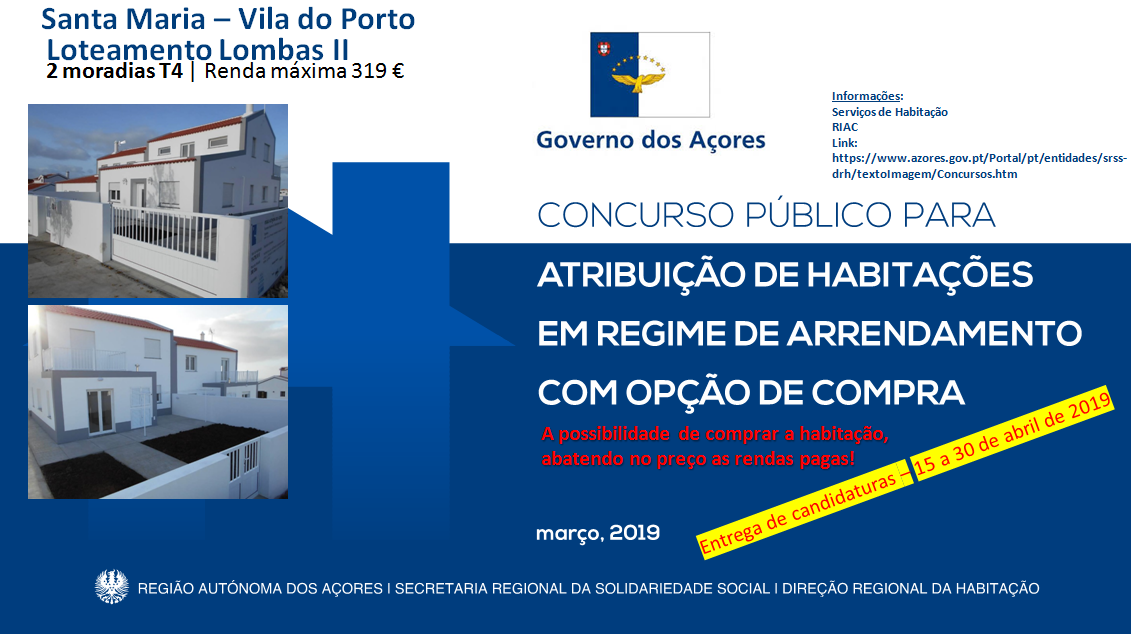 Santa Maria – Vila do Porto
Loteamento Lombas II
2 moradias T4 | Renda máxima 319 €
Governo dos Açores
Informações:
Serviços de Habitação
RIAC
Link:
https://www.azores.gov.pt/Portal/pt/entidades/srss-
drh/textoImagem/Concursos.htm
CONCURSO PÚBLICO PARA
ATRIBUIÇÃO DE HABITAÇÕES
EM REGIME DE ARRENDAMENTO
COM OPÇÃO DE COMPRA
A possibilidade de comprar a habitação,
abatendo no preço as rendas pagas!
Entrega de candidaturas – 15 a 30 de abril de 2019
março, 2019
REGIÃO AUTÓNOMA DOS AÇORES I SECRETARIA REGIONAL DA SOLIDARIEDADE SOCIAL I DIREÇÃO REGIONAL DA HABITAÇÃO